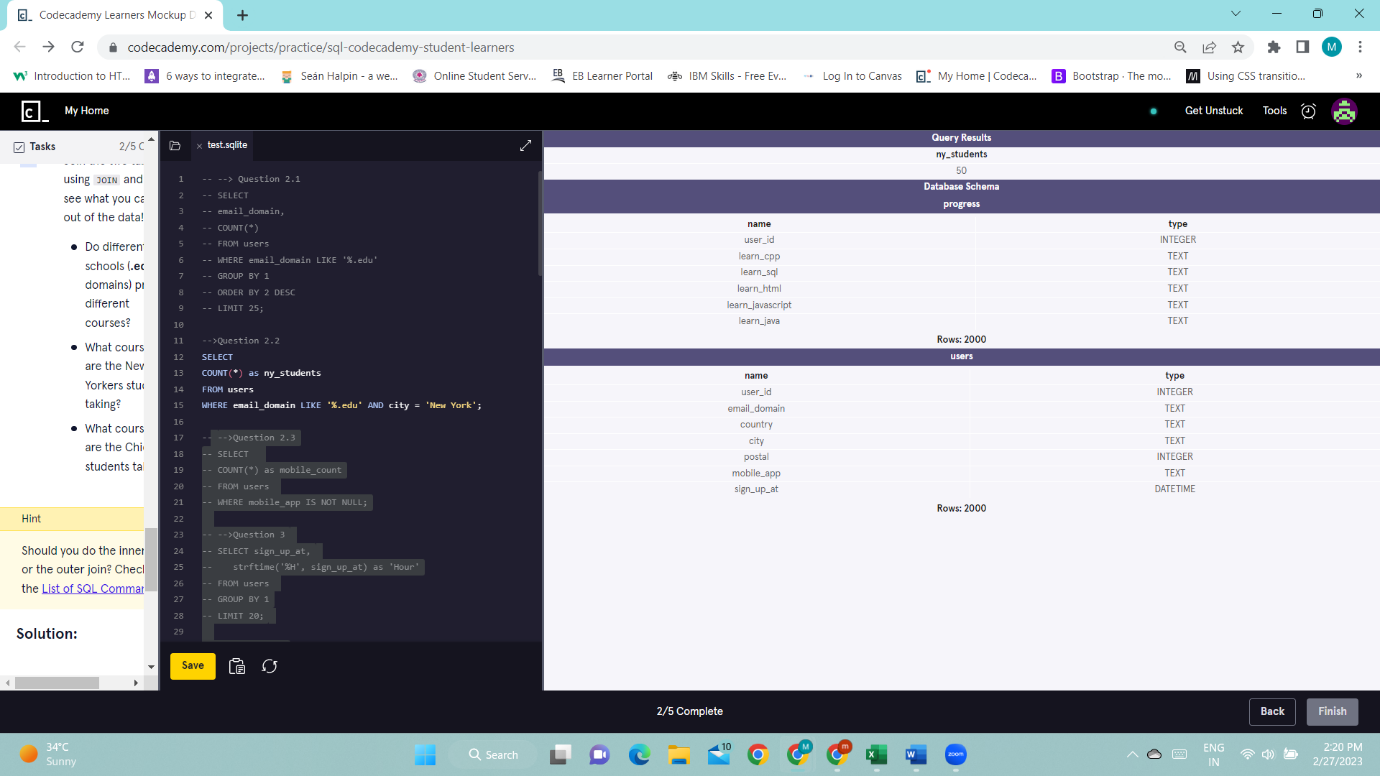 Codecademy Learners Mockup D
codecademy.com/projects/practice/sql-codecademy-student-learners
M
Introduction to HT...
6 ways to integrate...
Seán Halpin - a we...
Online Student Serv...
EB Learner Portal
IBM Skills - Free Ev...
Log In to Canvas
My Home | Codeca...
Bootstrap · The mo...
Using CSS transitio...
»
My Home
Get Unstuck
Tools
Tasks
2/5 C
using JOIN and
see what you ca
out of the data!
Do differen
schools (.ed
domains) pr
different
courses?
What cours
are the New
Yorkers stu
taking?
What cours
are the Chi
students ta
Hint
Should you do the inner
or the outer join? Check
the List of SQL Comman
Solution:
test.sqlite
1 -- --> Question 2.1
2 -- SELECT
3 -- email_domain,
4 -- COUNT(*)
5 -- FROM users
6 -- WHERE email_domain LIKE '%.edu'
7 -- GROUP BY 1
8 -- ORDER BY 2 DESC
9 -- LIMIT 25;
10
11 -->Question 2.2
12 SELECT
13 COUNT(*) as ny_students
14 FROM users
15 WHERE email_domain LIKE '%.edu' AND city = 'New York';
16
17 -- -->Question 2.3
18 -- SELECT
19 -- COUNT(*) as mobile_count
20 -- FROM users
21 -- WHERE mobile_app IS NOT NULL;
22
23 -- -->Question 3
24 -- SELECT sign_up_at,
25 --    strftime('%H', sign_up_at) as 'Hour'
26 -- FROM users
27 -- GROUP BY 1
28 -- LIMIT 20;
29
Save
Query Results
ny_students
50
Database Schema
progress
name type
user_id INTEGER
learn_cpp TEXT
learn_sql TEXT
learn_html TEXT
learn_javascript TEXT
learn_java TEXT
Rows: 2000
users
name type
user_id INTEGER
email_domain TEXT
country TEXT
city TEXT
postal INTEGER
mobile_app TEXT
sign_up_at DATETIME
Rows: 2000
2/5 Complete
Back
Finish
34°C
Sunny
Search
10
M
m
zoom
ENG
IN
2:20 PM
2/27/2023